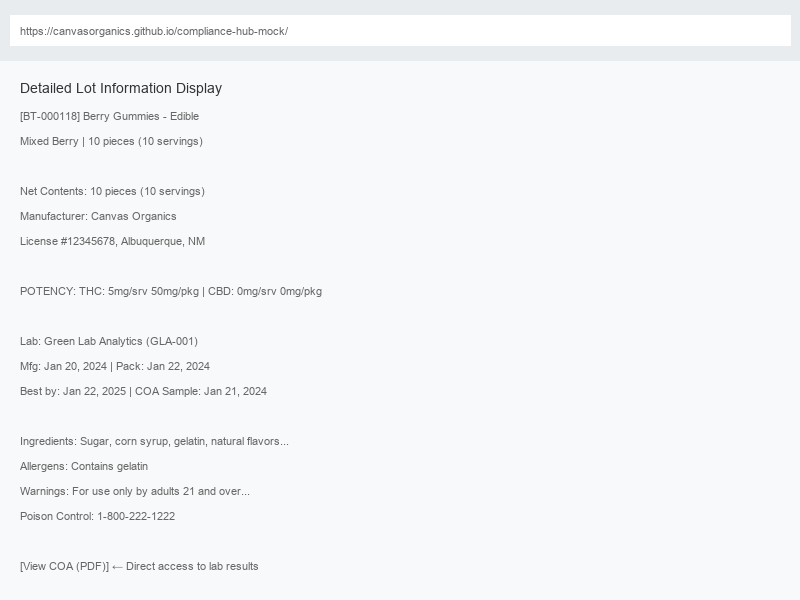 https://canvasorganics.github.io/compliance-hub-mock/
Detailed Lot Information Display
[BT-000118] Berry Gummies - Edible
Mixed Berry | 10 pieces (10 servings)
Net Contents: 10 pieces (10 servings)
Manufacturer: Canvas Organics
License #12345678, Albuquerque, NM
POTENCY: THC: 5mg/srv 50mg/pkg | CBD: 0mg/srv 0mg/pkg
Lab: Green Lab Analytics (GLA-001)
Mfg: Jan 20, 2024 | Pack: Jan 22, 2024
Best by: Jan 22, 2025 | COA Sample: Jan 21, 2024
Ingredients: Sugar, corn syrup, gelatin, natural flavors...
Allergens: Contains gelatin
Warnings: For use only by adults 21 and over...
Poison Control: 1-800-222-1222
[View COA (PDF)] ← Direct access to lab results